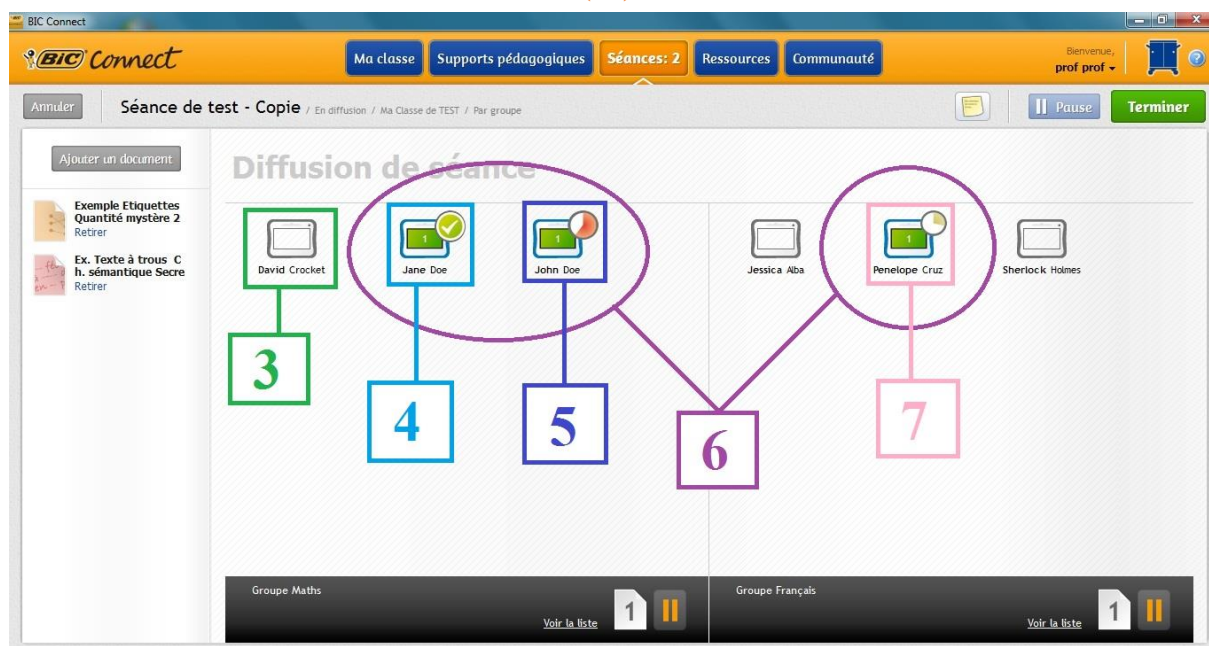 BIC Connect
BIC Connect
Ma classe
Supports pédagogiques
Séances: 2
Ressources
Communauté
Bienvenue,
prof prof
?
Annuler
Séance de test - Copie / En diffusion / Ma Classe de TEST / Par groupe
Pause
Terminer
Ajouter un document
Exemple Etiquettes
Quantité mystère 2
Retirer
Ex. Texte à trous C
h. sémantique Secre
Retirer
Diffusion de séance
1
1
1
David Crocket
Jane Doe
John Doe
Jessica Alba
Penelope Cruz
Sherlock Holmes
3
4
5
6
7
Groupe Maths
Voir la liste
1
Groupe Français
Voir la liste
1